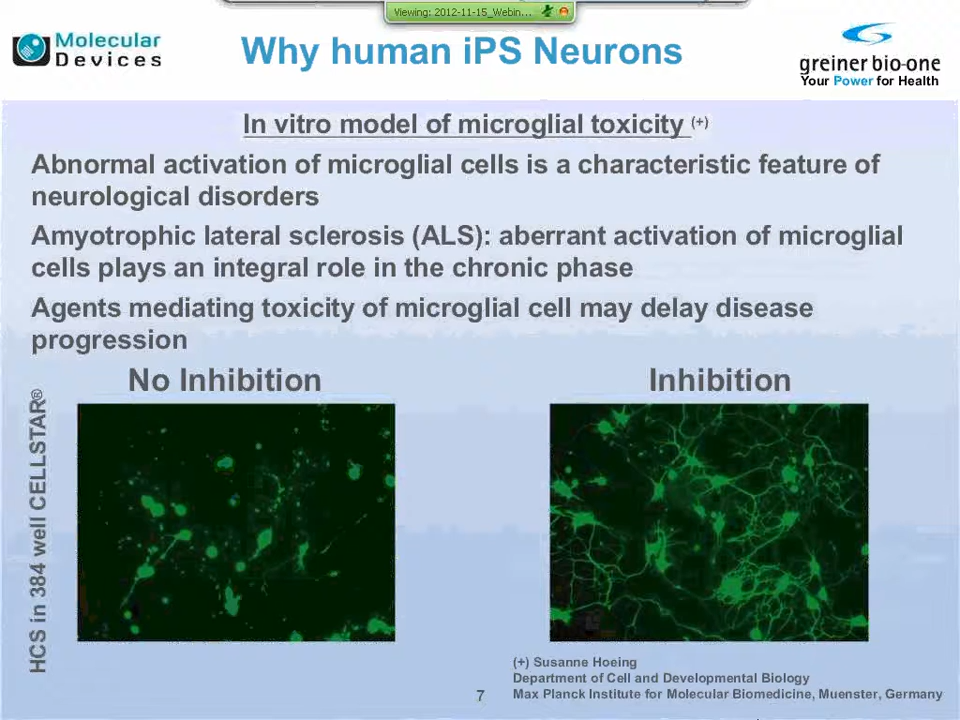 Viewing: 2012-11-15_Webin...
Molecular
Devices
Why human iPS Neurons
greiner bio-one
Your Power for Health
In vitro model of microglial toxicity (+)
Abnormal activation of microglial cells is a characteristic feature of
neurological disorders
Amyotrophic lateral sclerosis (ALS): aberrant activation of microglial
cells plays an integral role in the chronic phase
Agents mediating toxicity of microglial cell may delay disease
progression
No Inhibition
Inhibition
HCS in 384 well CELLSTAR®
(+) Susanne Hoeing
Department of Cell and Developmental Biology
Max Planck Institute for Molecular Biomedicine, Muenster, Germany
7